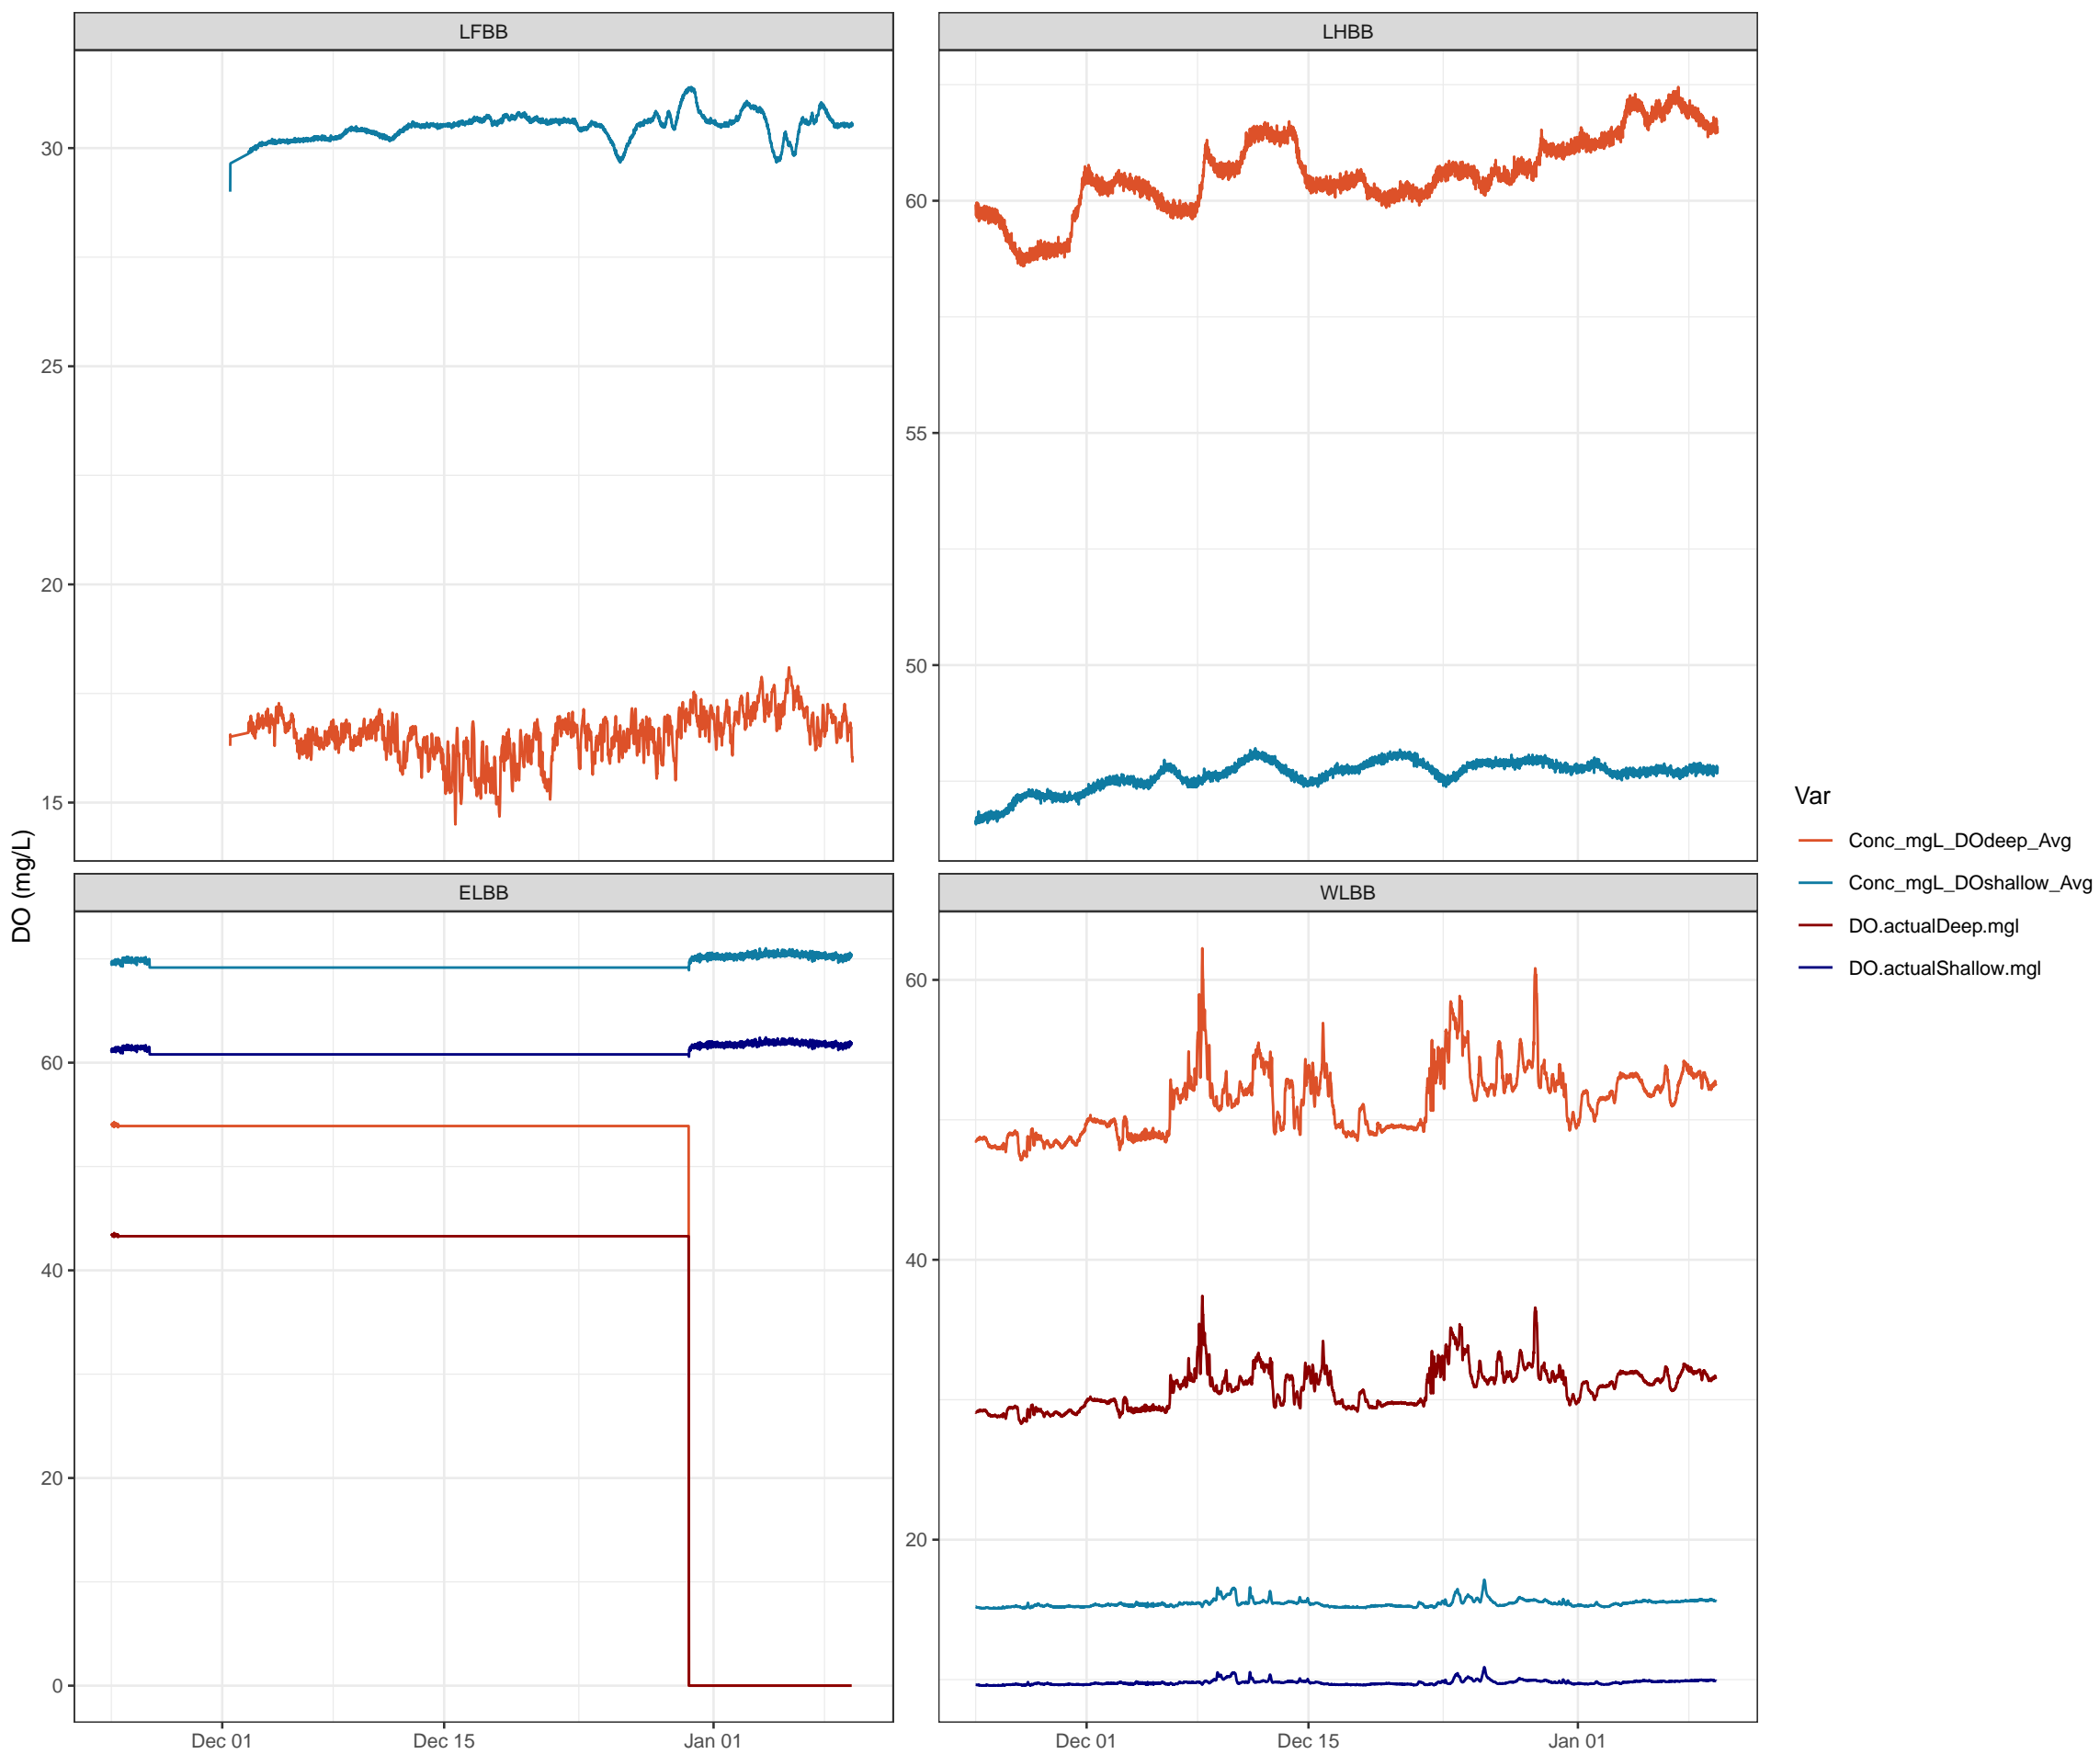 LFBB
LHBB
30
25
20
15
60
55
50
DO (mg/L)
ELBB
WLBB
60
40
20
0
60
40
20
Dec 01
Dec 15
Jan 01
Dec 01
Dec 15
Jan 01
Var
Conc_mgL_DOdeep_Avg
Conc_mgL_DOshallow_Avg
DO.actualDeep.mgl
DO.actualShallow.mgl